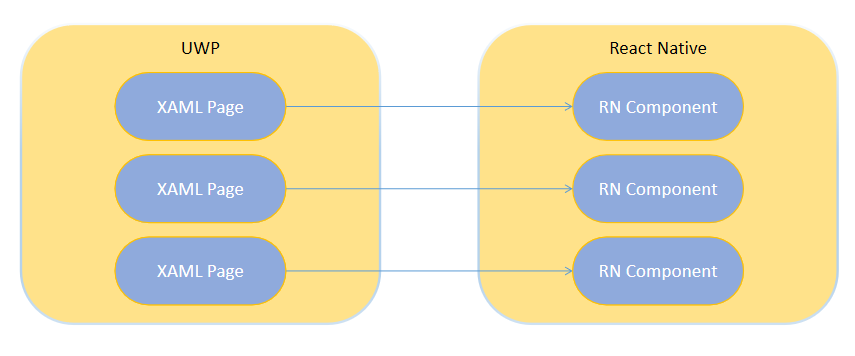 UWP
XAML Page
XAML Page
XAML Page
React Native
RN Component
RN Component
RN Component